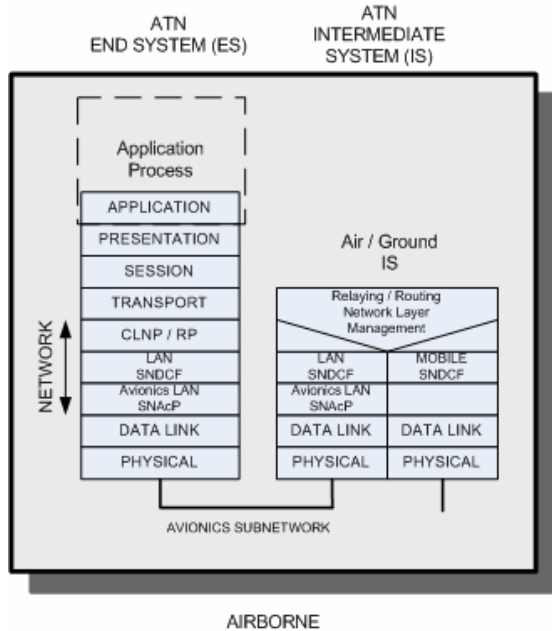 ATN
END SYSTEM (ES)
ATN
INTERMEDIATE
SYSTEM (IS)
Application
Process
APPLICATION
PRESENTATION
SESSION
TRANSPORT
CLNP / RP
LAN
SNDCF
Avionics LAN
SNAcP
DATA LINK
PHYSICAL
NETWORK
Air / Ground
IS
Relaying / Routing
Network Layer
Management
LAN
SNDCF
Avionics LAN
SNAcP
DATA LINK
PHYSICAL
MOBILE
SNDCF
DATA LINK
PHYSICAL
AVIONICS SUBNETWORK
AIRBORNE